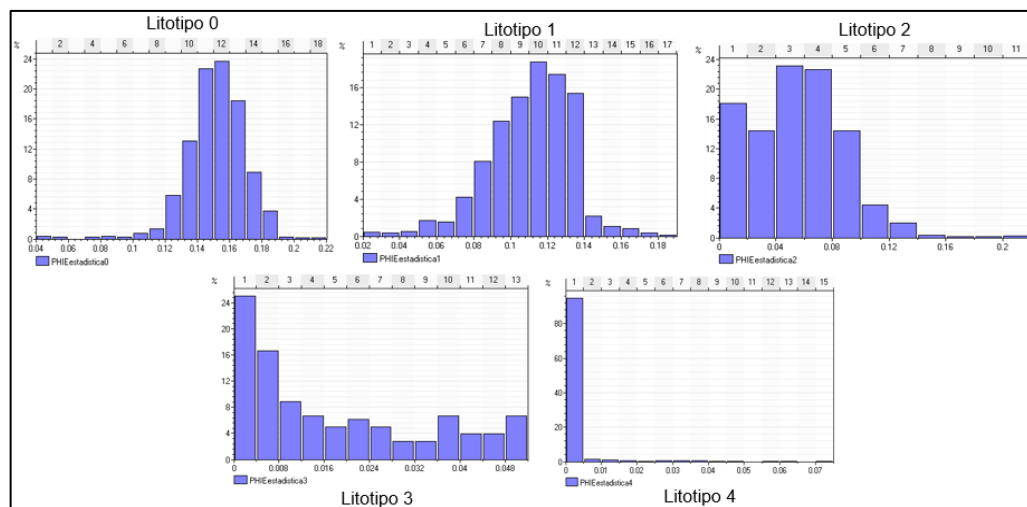 Litotipo 0
% 2 4 6 8 10 12 14 16 18
24
20
16
12
8
4
0
0.04 0.06 0.1 0.12 0.14 0.16 0.18 0.2 0.22
PHIEestadistica0
Litotipo 1
% 1 2 3 4 5 6 7 8 9 10 11 12 13 14 15 16 17
16
12
8
4
0
0.02 0.04 0.06 0.08 0.1 0.12 0.14 0.16 0.18
PHIEestadistica1
Litotipo 2
% 1 2 3 4 5 6 7 8 9 10 11
24
20
16
12
8
4
0
0 0.04 0.08 0.12 0.16 0.2
PHIEestadistica2
% 1 2 3 4 5 6 7 8 9 10 11 12 13
24
20
16
12
8
4
0
0 0.008 0.016 0.024 0.032 0.04 0.048
PHIEestadistica3
Litotipo 3
% 1 2 3 4 5 6 7 8 9 10 11 12 13 14 15
80
60
40
20
0
0 0.01 0.02 0.03 0.04 0.05 0.06 0.07
PHIEestadistica4
Litotipo 4